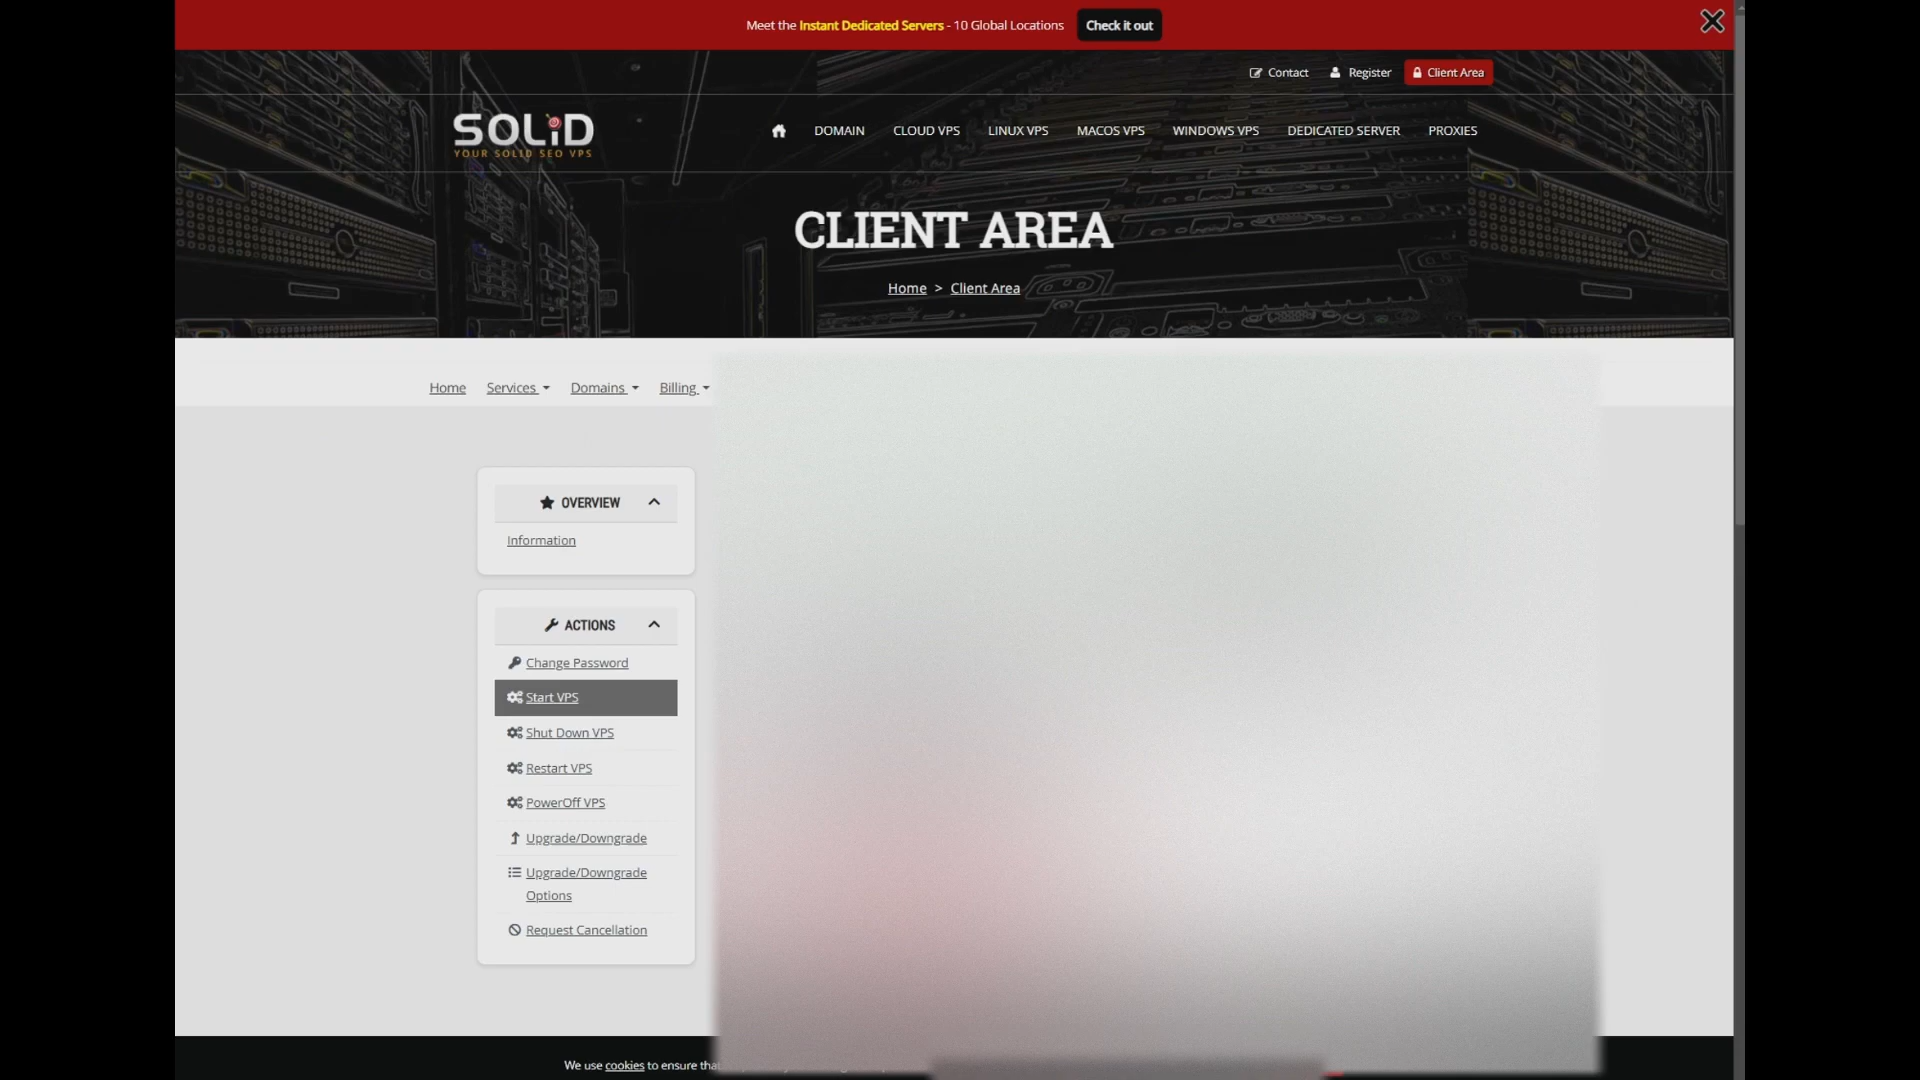 Meet the Instant Dedicated Servers - 10 Global Locations Check it out
Contact Register Client Area
SOLiD
YOUR SOLID SEO VPS
DOMAIN CLOUD VPS LINUX VPS MACOS VPS WINDOWS VPS DEDICATED SERVER PROXIES
CLIENT AREA
Home > Client Area
Home Services Domains Billing
OVERVIEW
Information
ACTIONS
Change Password
Start VPS
Shut Down VPS
Restart VPS
PowerOff VPS
Upgrade/Downgrade
Upgrade/Downgrade
Options
Request Cancellation
We use cookies to ensure that